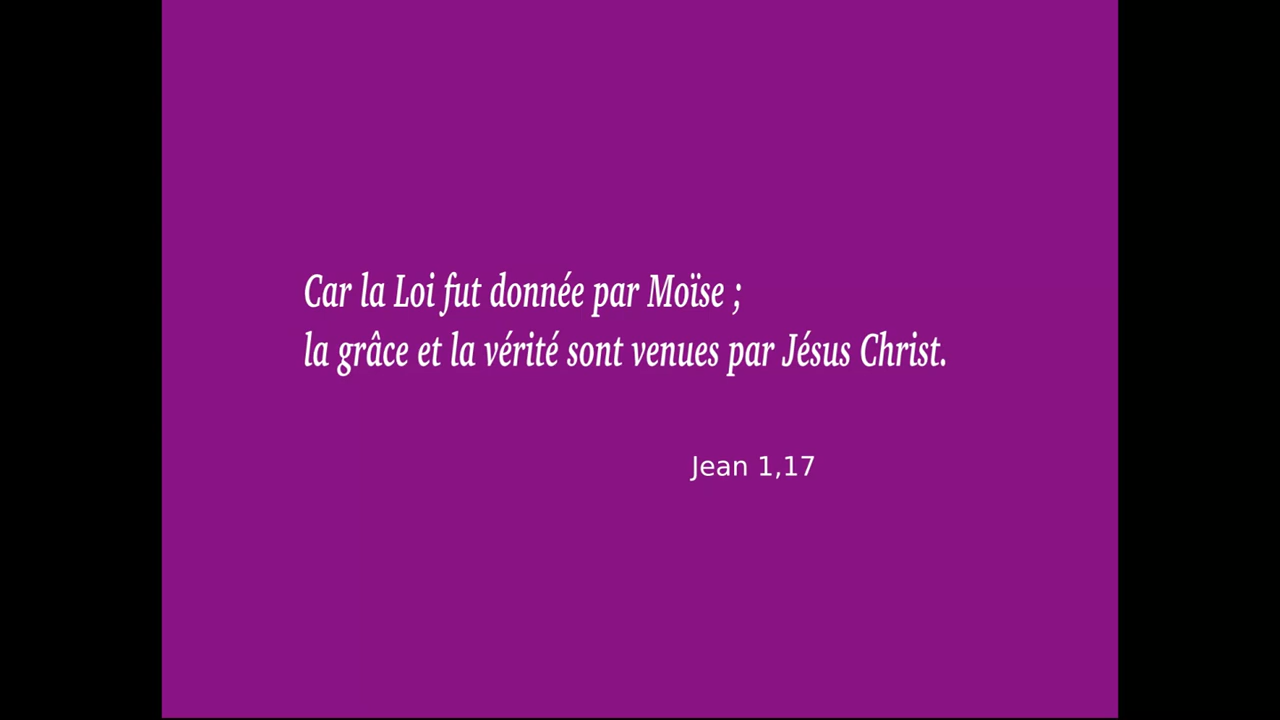 Car la Loi fut donnée par Moïse ;
la grâce et la vérité sont venues par Jésus Christ.
Jean 1,17